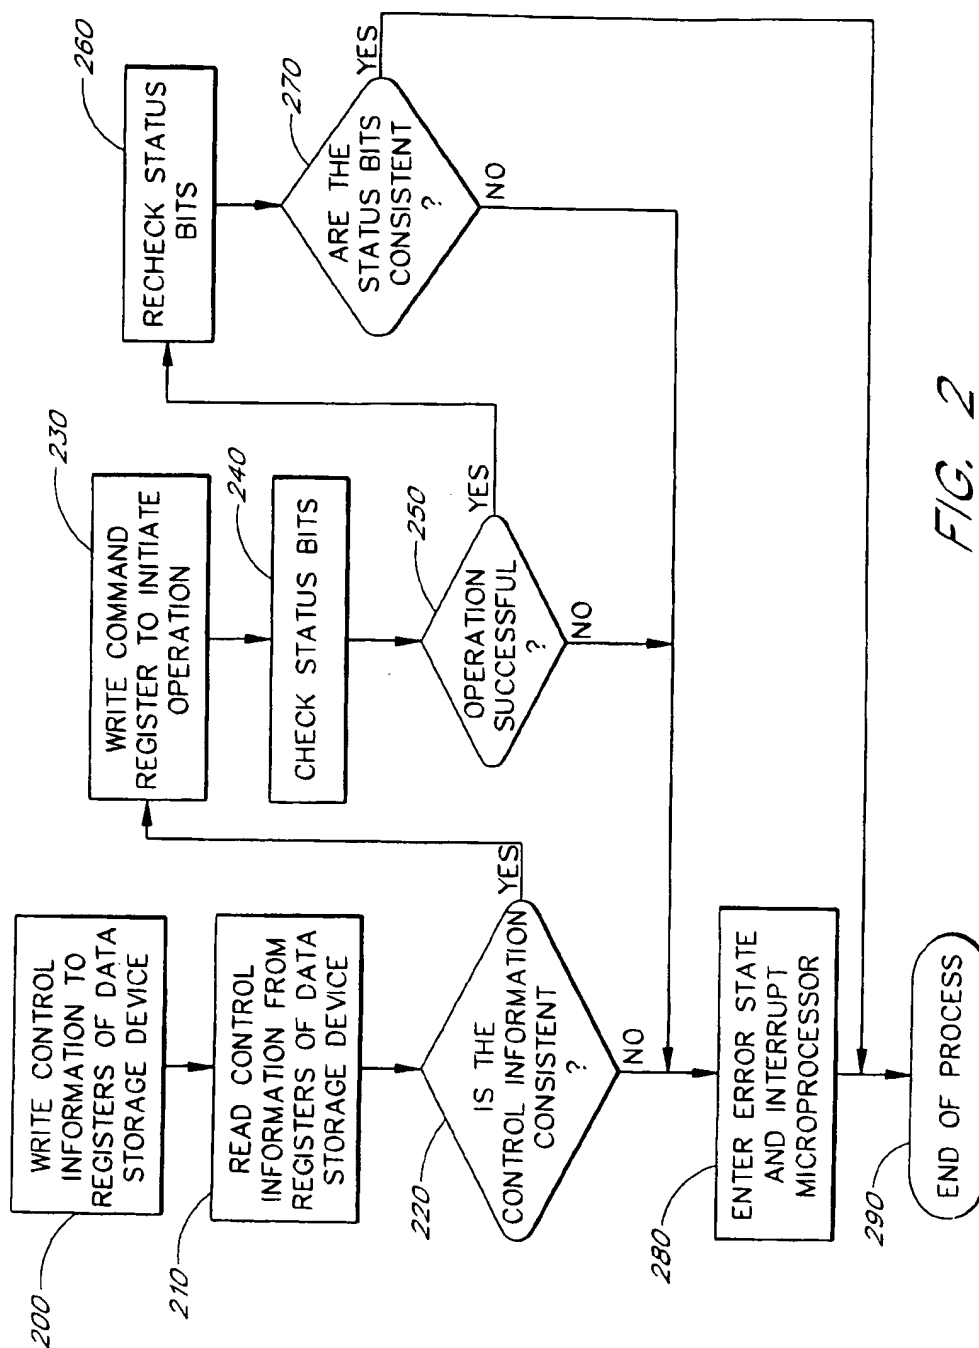 200
WRITE CONTROL
INFORMATION TO
REGISTERS OF DATA
STORAGE DEVICE
210
READ CONTROL
INFORMATION FROM
REGISTERS OF DATA
STORAGE DEVICE
220
IS THE
CONTROL INFORMATION
CONSISTENT
?
YES
NO
230
WRITE COMMAND
REGISTER TO INITIATE
OPERATION
240
CHECK STATUS BITS
250
OPERATION
SUCCESSFUL
?
YES
NO
260
RECHECK STATUS
BITS
270
ARE THE
STATUS BITS
CONSISTENT
?
YES
NO
280
ENTER ERROR STATE
AND INTERRUPT
MICROPROCESSOR
290
END OF PROCESS
FIG. 2